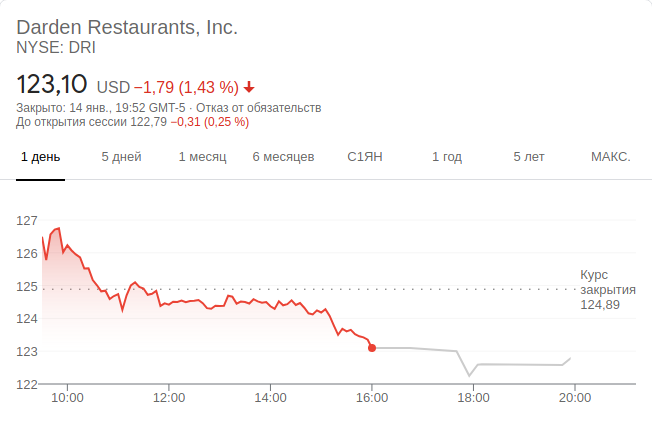 Darden Restaurants, Inc.
NYSE: DRI
123,10 USD −1,79 (1,43 %)
Закрыто: 14 янв., 19:52 GMT-5 · Отказ от обязательств
До открытия сессии 122,79 −0,31 (0,25 %)
1 день 5 дней 1 месяц 6 месяцев С1ЯН 1 год 5 лет МАКС.
127
126
125
124
123
122
Курс
закрытия
124,89
10:00 12:00 14:00 16:00 18:00 20:00